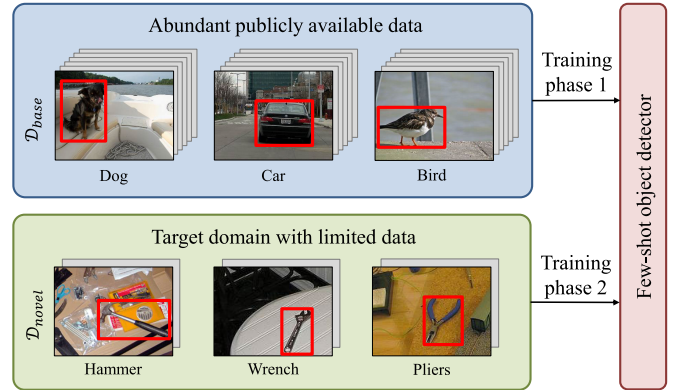 Abundant publicly available data
𝒟base
Dog
Car
Bird
Training
phase 1
Target domain with limited data
𝒟novel
Hammer
Wrench
Pliers
Training
phase 2
Few-shot object detector